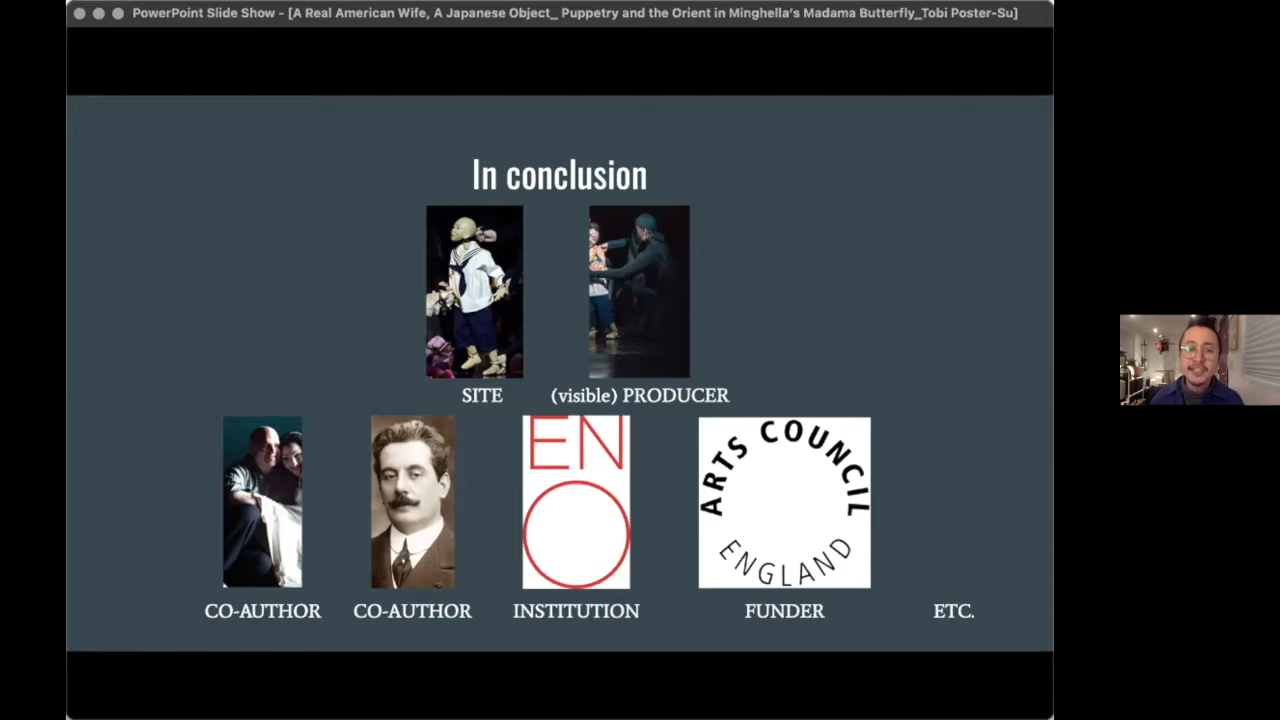 PowerPoint Slide Show - [A Real American Wife, A Japanese Object_ Puppetry and the Orient in Minghella's Madama Butterfly_Tobi Poster-Su]
In conclusion
SITE
(visible) PRODUCER
EN
O
ARTS COUNCIL
ENGLAND
CO-AUTHOR
CO-AUTHOR
INSTITUTION
FUNDER
ETC.